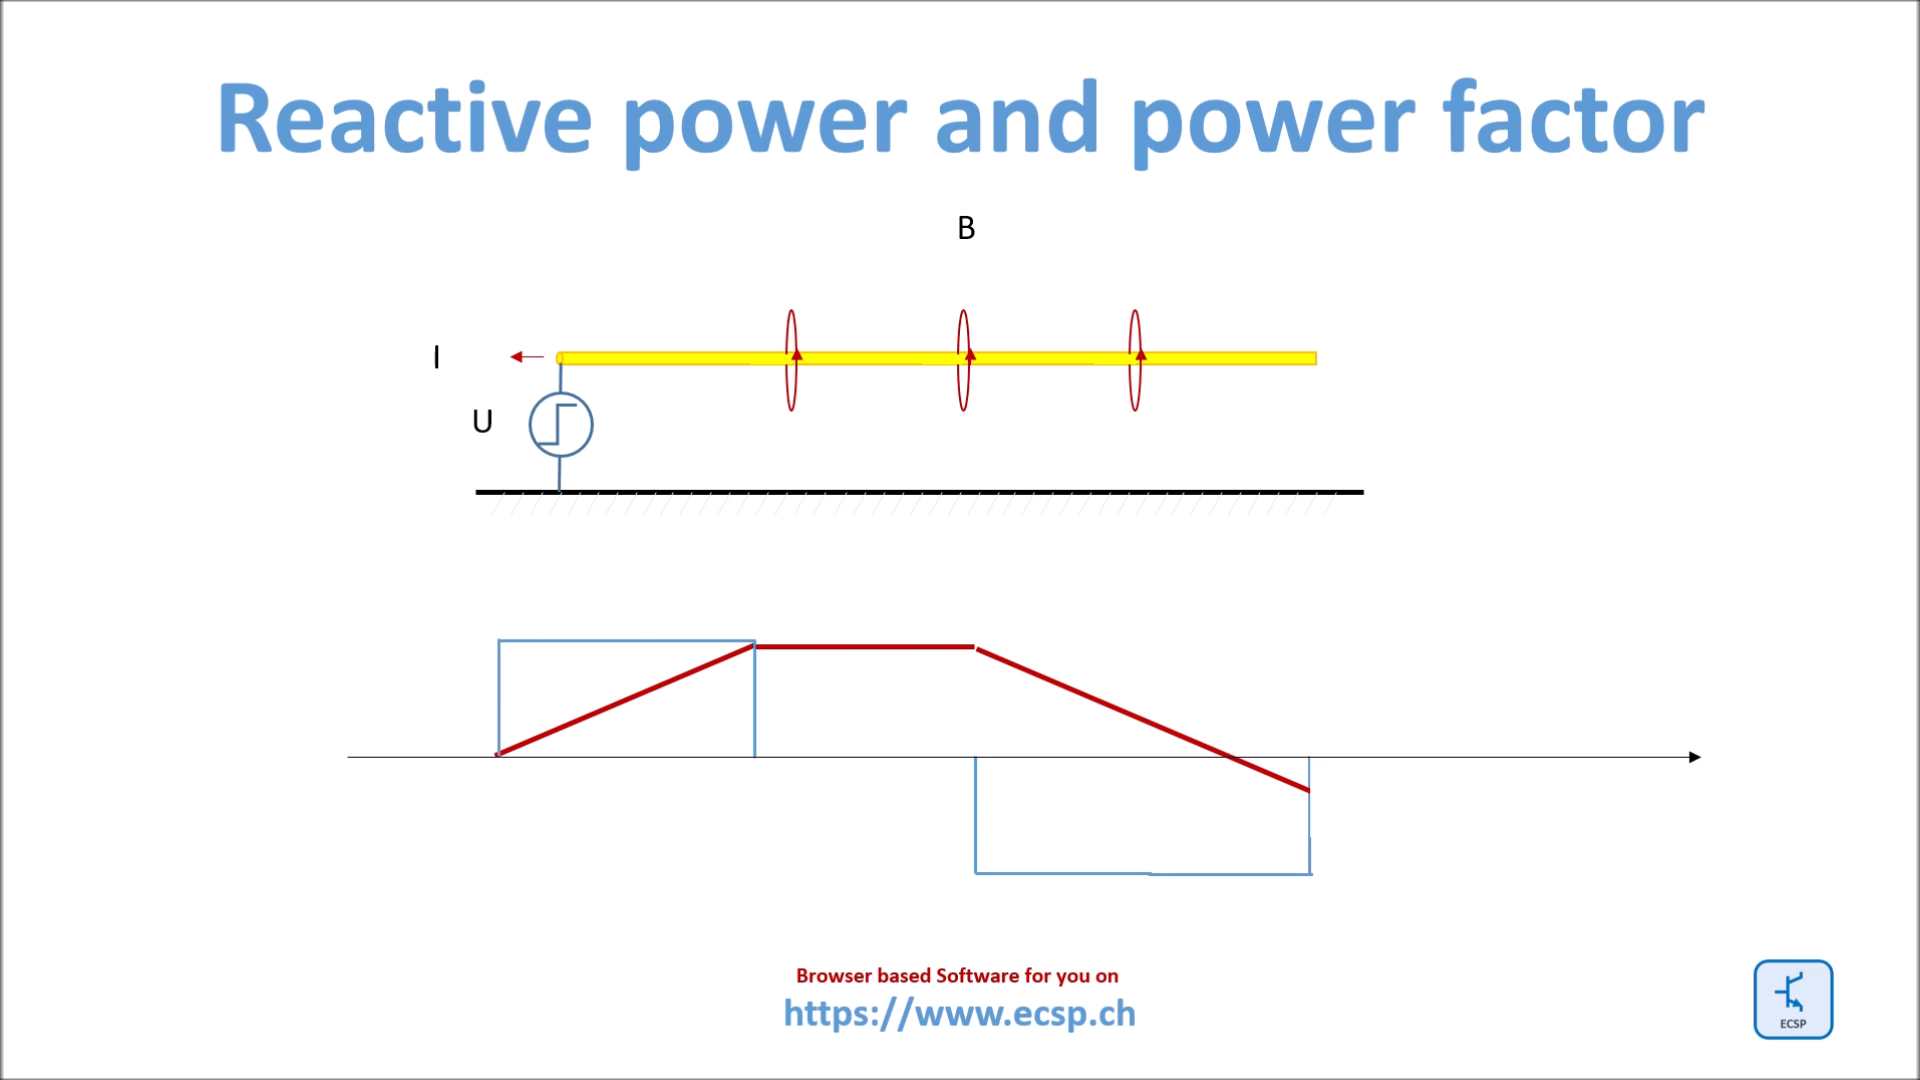 Reactive power and power factor
B
I
U
Browser based Software for you on
https://www.ecsp.ch
ECSP